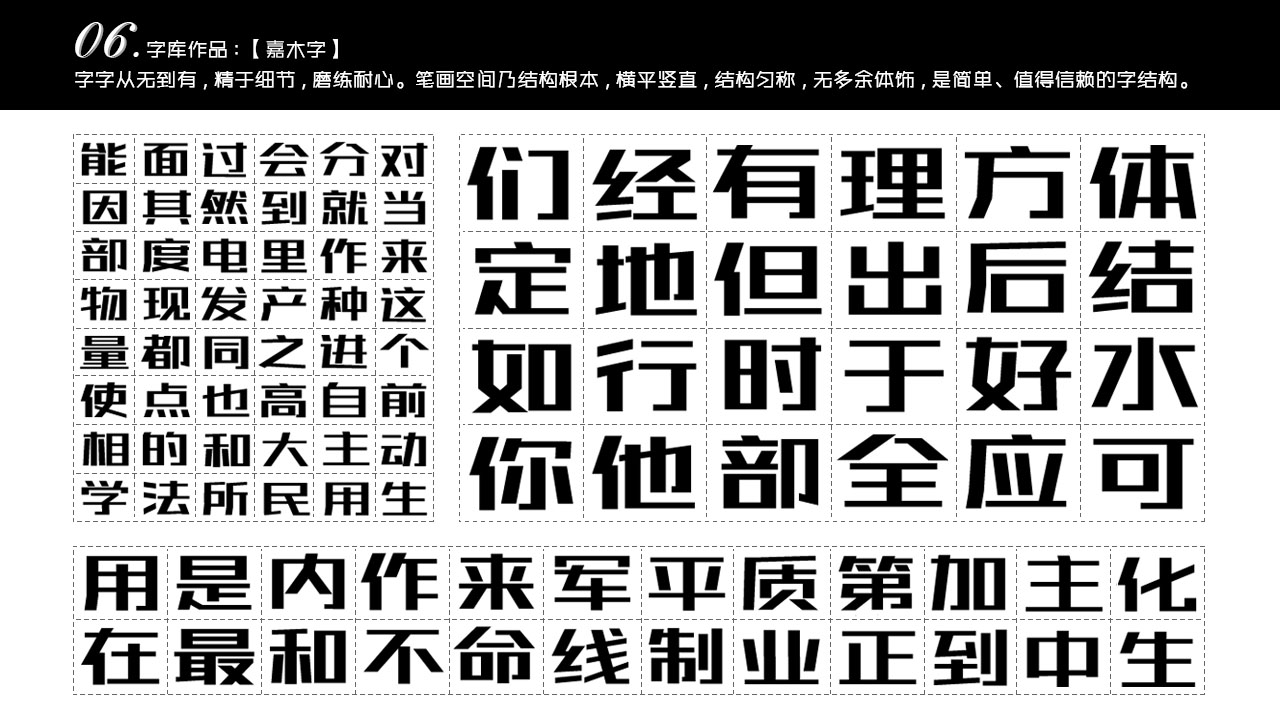 06. 字库作品：【 嘉木字 】
字字从无到有 , 精于细节 , 磨练耐心。笔画空间乃结构根本 , 横平竖直 , 结构匀称 , 无多余体饰 , 是简单、值得信赖的字结构。
能面过会分对
因其然到就当
部度电里作来
物现发产种这
量都同之进个
使点也高自前
相的和大主动
学法所民用生
们经有理方体
定地但出后结
如行时于好水
你他部全应可
用是内作来军平质第加主化
在最和不命线制业正到中生